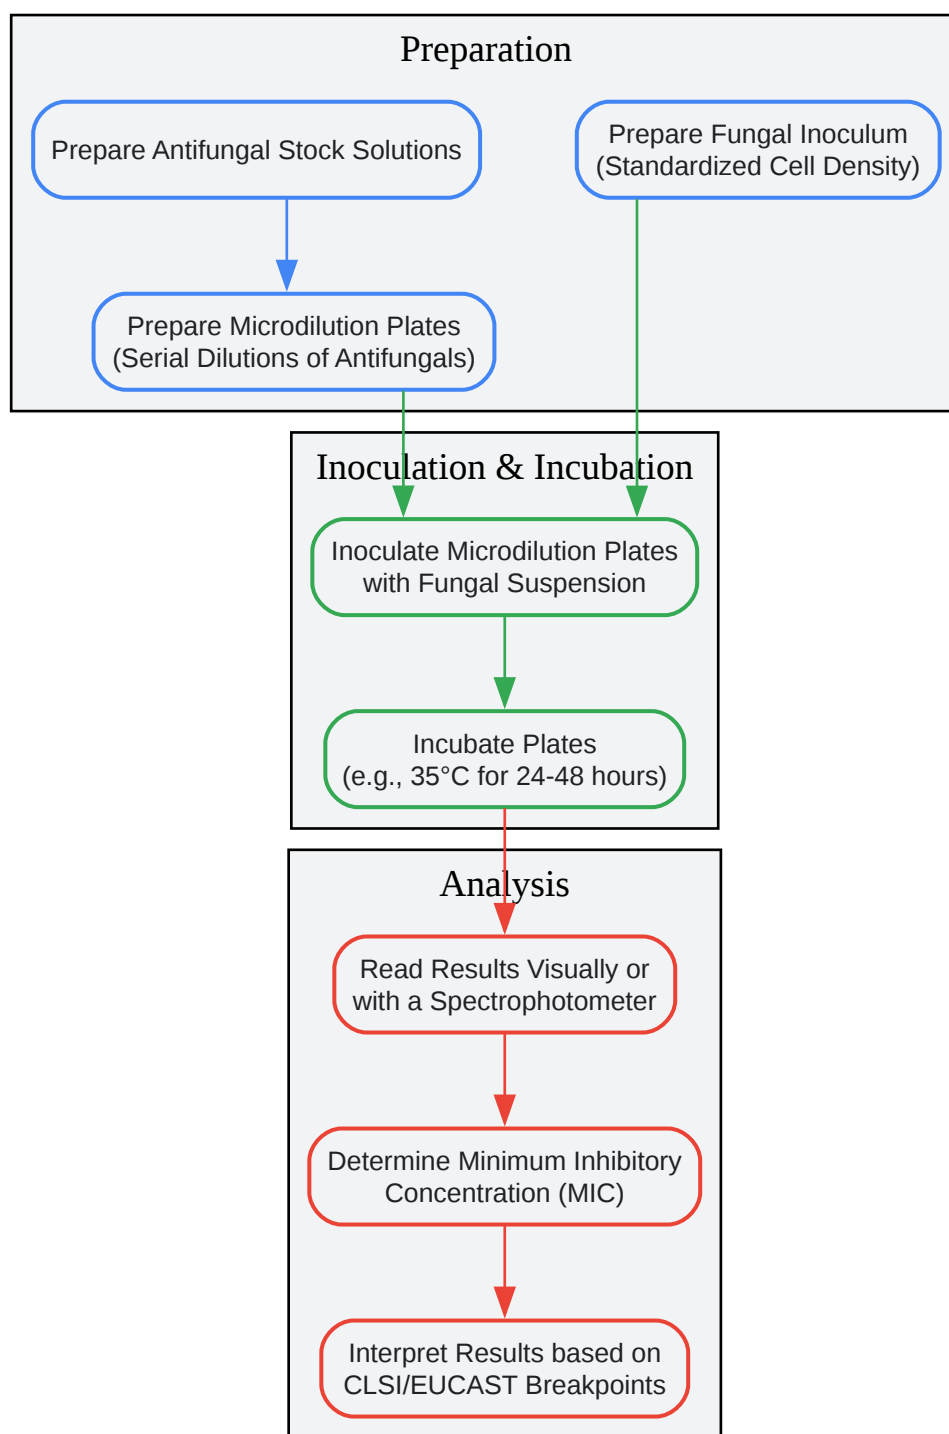 Preparation
Prepare Antifungal Stock Solutions
Prepare Fungal Inoculum
(Standardized Cell Density)
Prepare Microdilution Plates
(Serial Dilutions of Antifungals)
Inoculation & Incubation
Inoculate Microdilution Plates
with Fungal Suspension
Incubate Plates
(e.g., 35°C for 24-48 hours)
Analysis
Read Results Visually or
with a Spectrophotometer
Determine Minimum Inhibitory
Concentration (MIC)
Interpret Results based on
CLSI/EUCAST Breakpoints